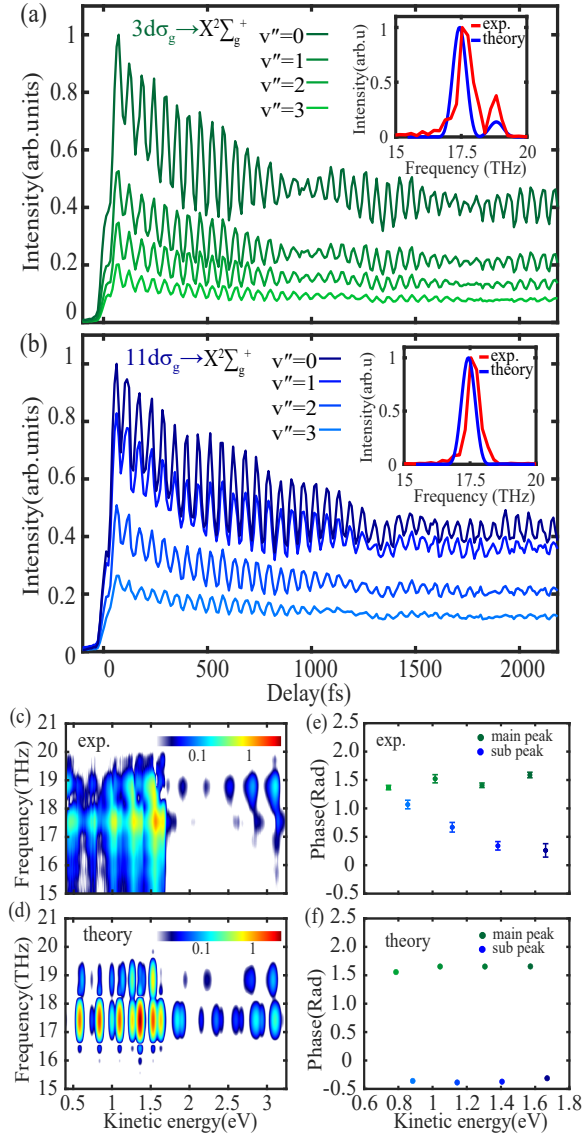 (a)
3dσg→X²Σg⁺
v″=0
v″=1
v″=2
v″=3
Intensity(arb.units)
1
0.8
0.6
0.4
0.2
0
Intensity(arb.u)
1
0.5
0
exp.
theory
15 17.5 20
Frequency (THz)
(b)
11dσg→X²Σg⁺
v″=0
v″=1
v″=2
v″=3
Intensity(arb.units)
1
0.8
0.6
0.4
0.2
0
Intensity(arb.u)
1
0.5
0
exp.
theory
15 17.5 20
Frequency (THz)
0 500 1000 1500 2000
Delay(fs)
(c)
exp.
0.1 1
Frequency(THz)
21
20
19
18
17
16
15
(e)
exp.
main peak
sub peak
Phase(Rad)
2.5
2.0
1.5
1.0
0.5
0
-0.5
(d)
theory
0.1 1
Frequency(THz)
21
20
19
18
17
16
15
0.5 1 1.5 2 2.5 3
Kinetic energy(eV)
(f)
theory
main peak
sub peak
Phase(Rad)
2.5
2.0
1.5
1.0
0
-0.5
0.6 0.8 1 1.2 1.4 1.6 1.8
Kinetic energy(eV)